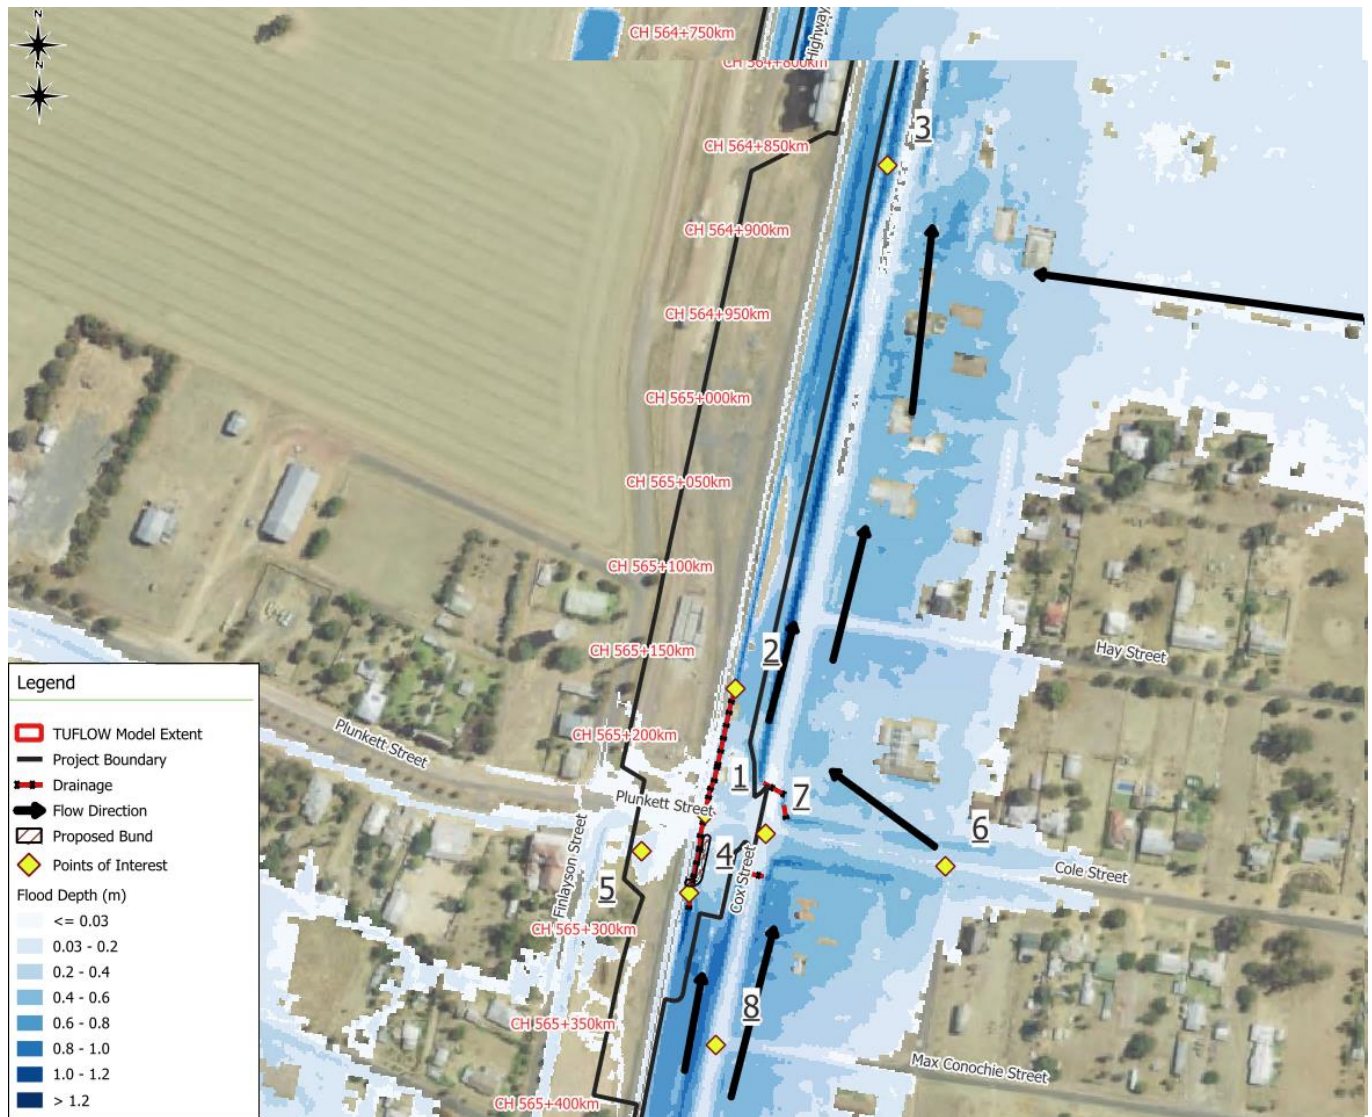 Z
Z
CH 564+750km
Highway
CH 564+800km
3
CH 564+850km
CH 564+900km
CH 564+950km
CH 565+000km
CH 565+050km
CH 565+100km
2
CH 565+150km
Hay Street
CH 565+200km
Plunkett Street
1
Plunkett Street
7
6
4
Cole Street
Finlayson Street
Cox Street
5
CH 565+300km
8
CH 565+350km
Max Conochie Street
CH 565+400km
Legend
TUFLOW Model Extent
Project Boundary
Drainage
Flow Direction
Proposed Bund
Points of Interest
Flood Depth (m)
<= 0.03
0.03 - 0.2
0.2 - 0.4
0.4 - 0.6
0.6 - 0.8
0.8 - 1.0
1.0 - 1.2
> 1.2